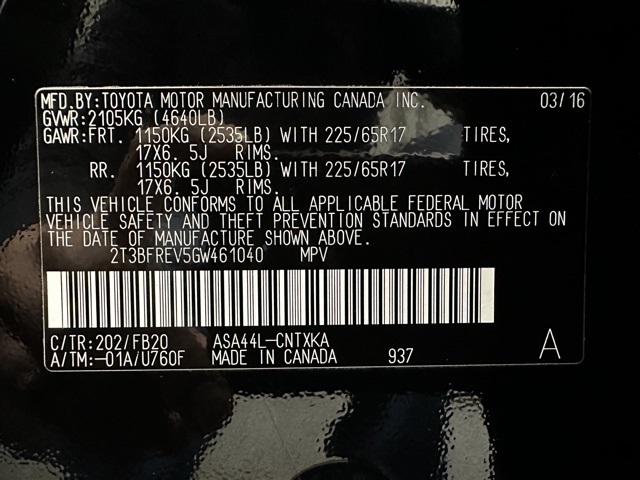 MFD.BY:TOYOTA MOTOR MANUFACTURING CANADA INC. 03/16
GVWR:2105KG (4640LB)
GAWR:FRT. 1150KG (2535LB) WITH 225/65R17 TIRES,
17X6. 5J RIMS.
RR. 1150KG (2535LB) WITH 225/65R17 TIRES,
17X6. 5J RIMS.
THIS VEHICLE CONFORMS TO ALL APPLICABLE FEDERAL MOTOR
VEHICLE SAFETY AND THEFT PREVENTION STANDARDS IN EFFECT ON
THE DATE OF MANUFACTURE SHOWN ABOVE.
2T3BFREV5GW461040 MPV
C/TR:202/FB20 ASA44L-CNTXKA
A/TM:-01A/U760F MADE IN CANADA 937 A